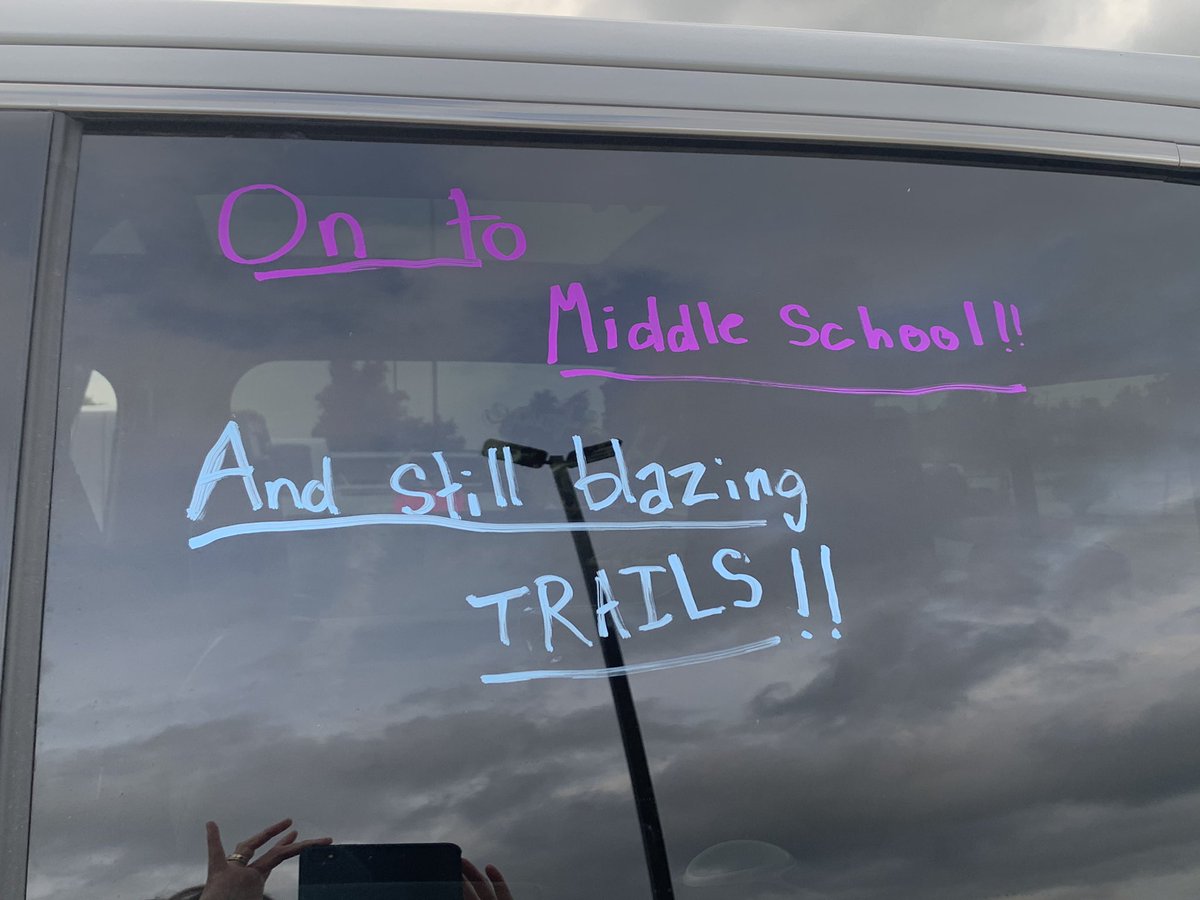 On to
Middle School!!
And still blazing
TRAILS!!